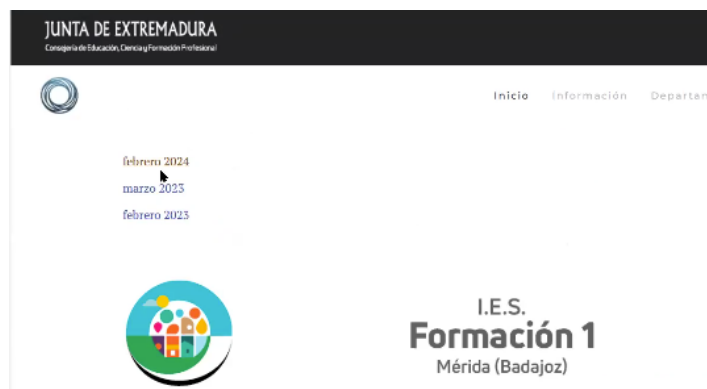 JUNTA DE EXTREMADURA
Consejería de Educación, Ciencia y Formación Profesional
Inicio Información Departan
febrero 2024
marzo 2023
febrero 2023
I.E.S.
Formación 1
Mérida (Badajoz)